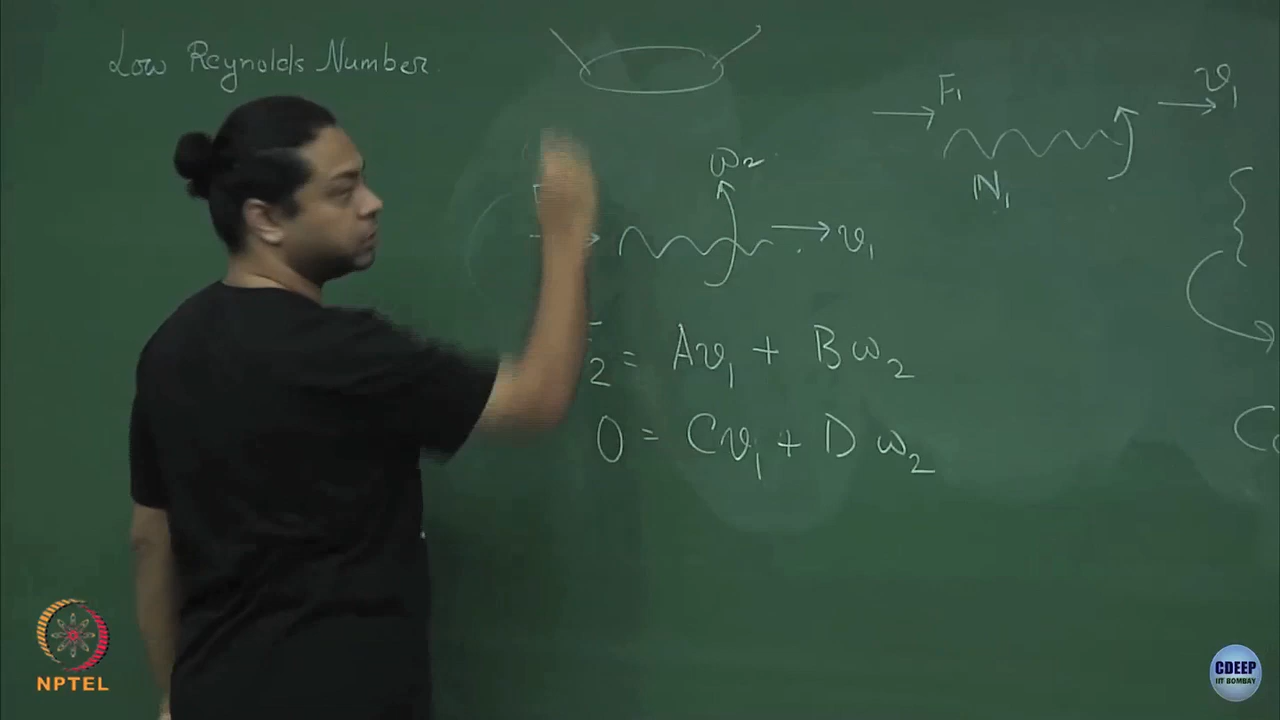 Low Reynolds Number
F₁
v₁
N₁
ω₂
v₁
₂ = Av₁ + Bω₂
0 = Cv₁ + Dω₂
NPTEL
CDEEP
IIT BOMBAY